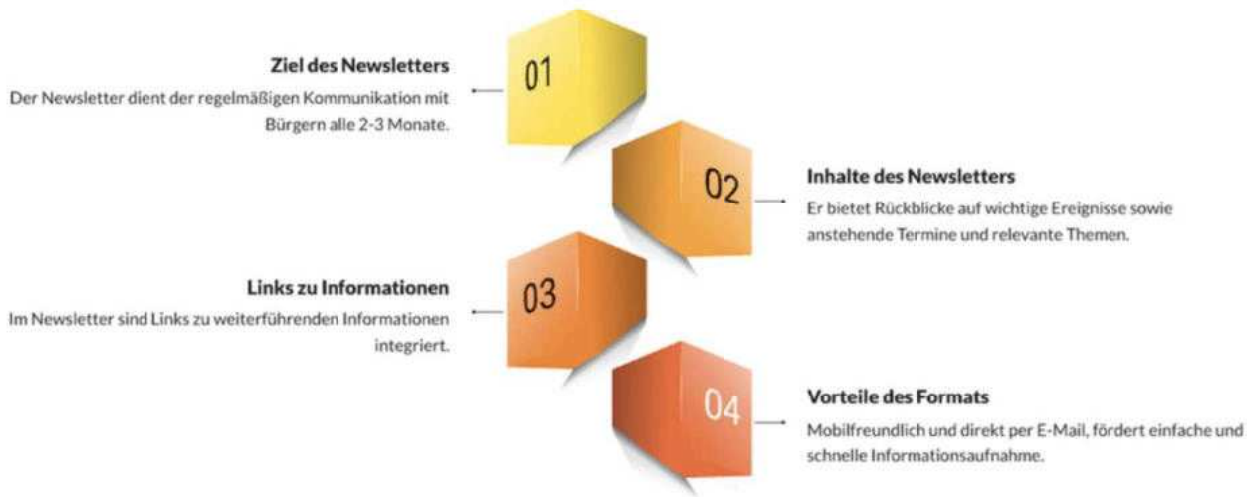 01
Ziel des Newsletters
Der Newsletter dient der regelmäßigen Kommunikation mit
Bürgern alle 2-3 Monate.
02
Inhalte des Newsletters
Er bietet Rückblicke auf wichtige Ereignisse sowie
anstehende Termine und relevante Themen.
03
Links zu Informationen
Im Newsletter sind Links zu weiterführenden Informationen
integriert.
04
Vorteile des Formats
Mobilfreundlich und direkt per E-Mail, fördert einfache und
schnelle Informationsaufnahme.